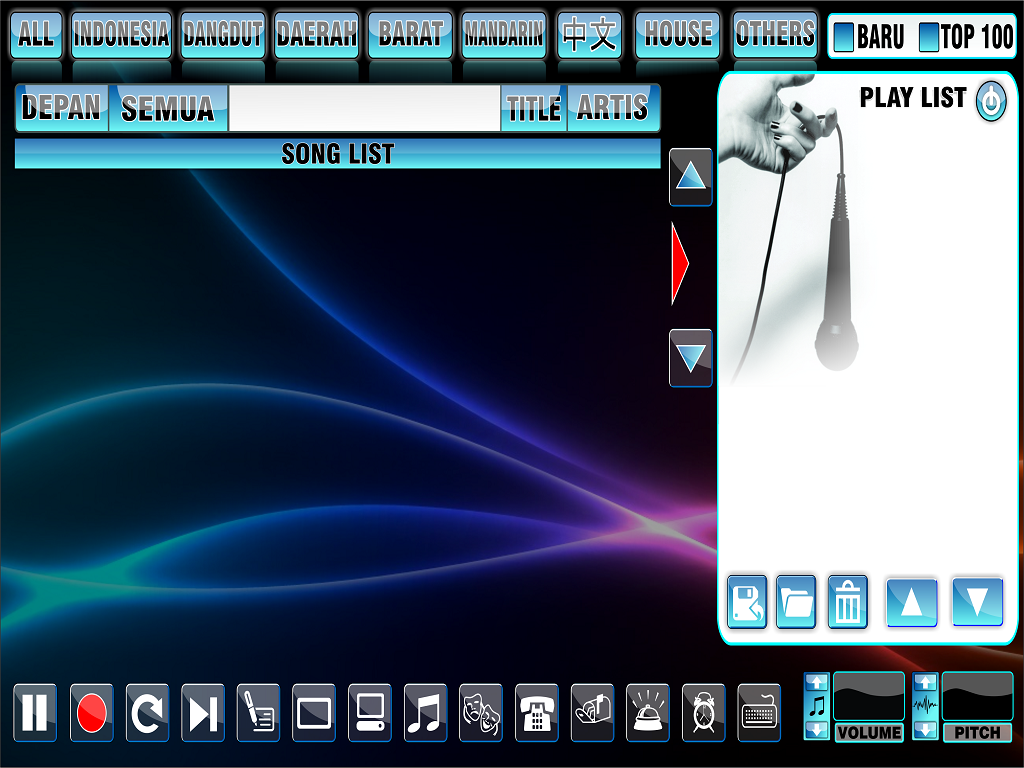 ALL INDONESIA DANGDUT DAERAH BARAT MANDARIN 中文 HOUSE OTHERS BARU TOP 100
DEPAN SEMUA TITLE ARTIS
SONG LIST
PLAY LIST
VOLUME PITCH